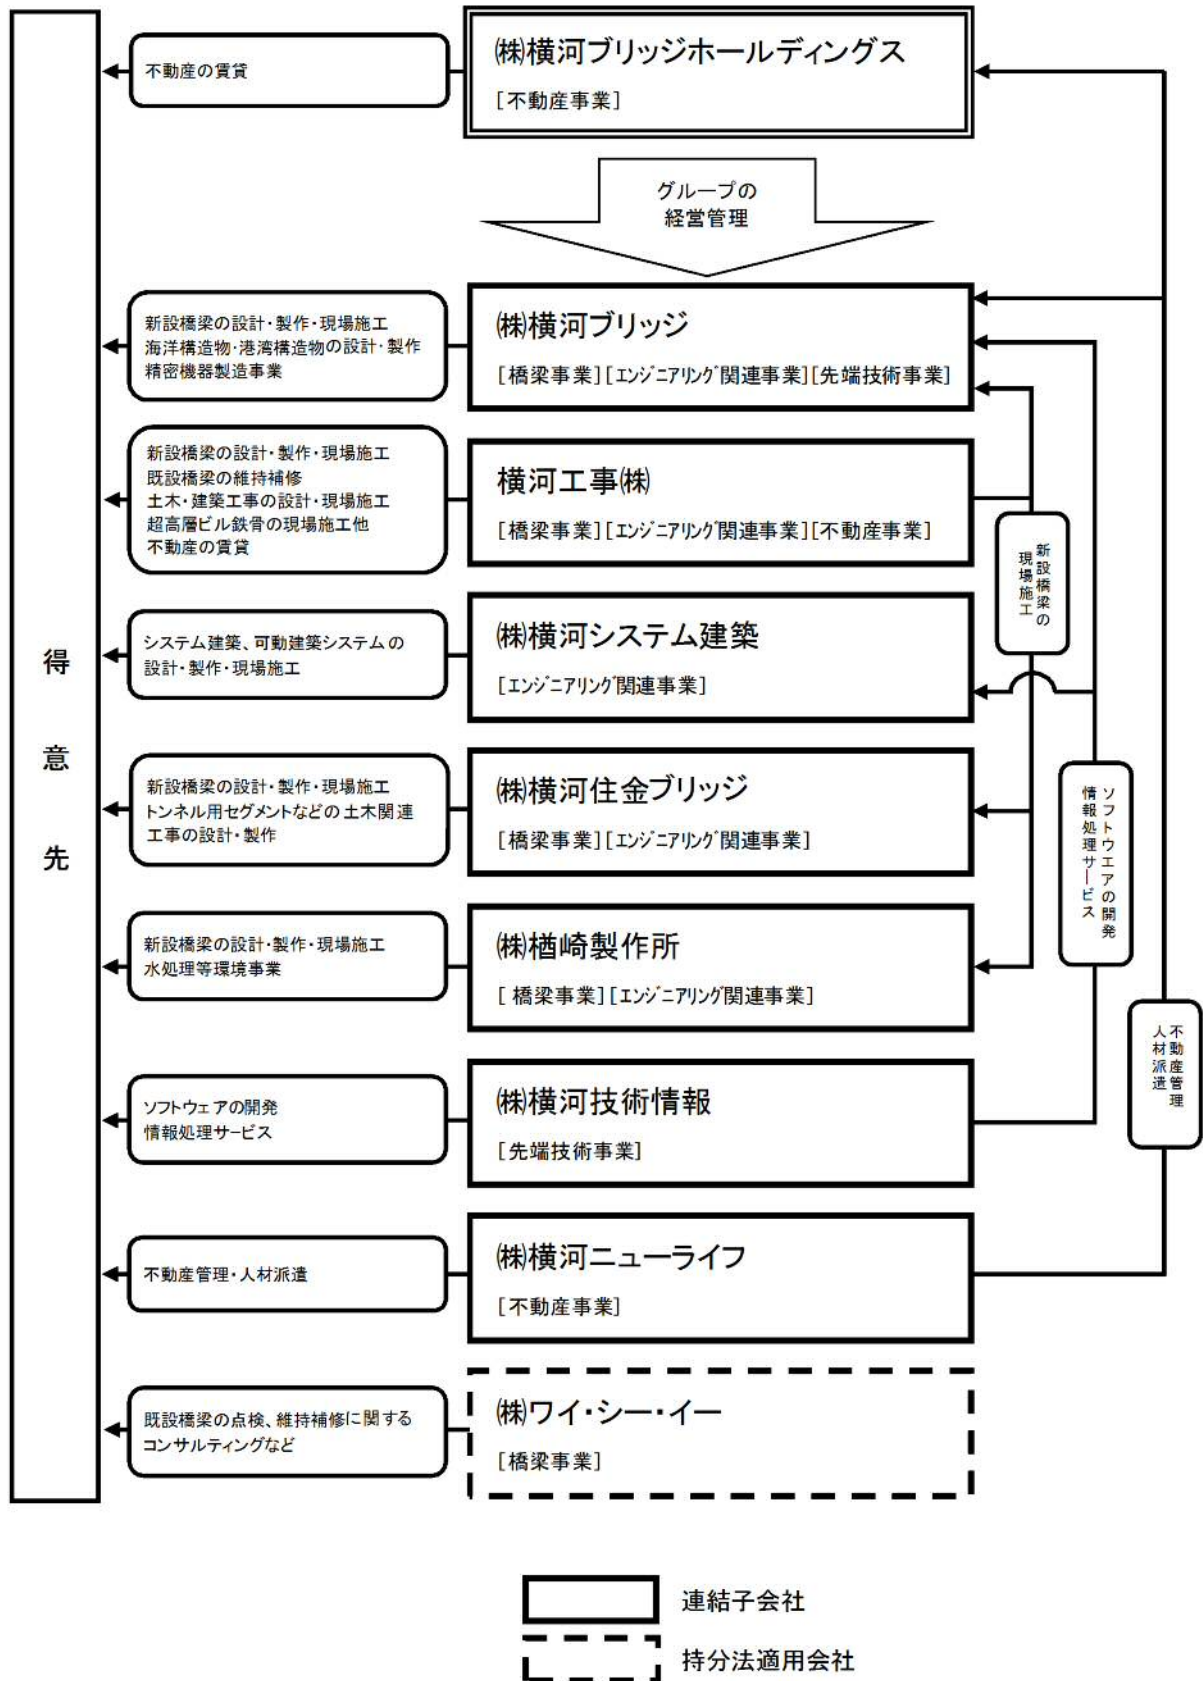 ㈱横河ブリッジホールディングス
[不動産事業]
不動産の賃貸
グループの
経営管理
㈱横河ブリッジ
[橋梁事業][エンジニアリング関連事業][先端技術事業]
新設橋梁の設計・製作・現場施工
海洋構造物・港湾構造物の設計・製作
精密機器製造事業
横河工事㈱
[橋梁事業][エンジニアリング関連事業][不動産事業]
新設橋梁の設計・製作・現場施工
既設橋梁の維持補修
土木・建築工事の設計・現場施工
超高層ビル鉄骨の現場施工他
不動産の賃貸
㈱横河システム建築
[エンジニアリング関連事業]
システム建築、可動建築システムの
設計・製作・現場施工
㈱横河住金ブリッジ
[橋梁事業][エンジニアリング関連事業]
新設橋梁の設計・製作・現場施工
トンネル用セグメントなどの土木関連
工事の設計・製作
㈱楢崎製作所
[橋梁事業][エンジニアリング関連事業]
新設橋梁の設計・製作・現場施工
水処理等環境事業
㈱横河技術情報
[先端技術事業]
ソフトウェアの開発
情報処理サービス
㈱横河ニューライフ
[不動産事業]
不動産管理・人材派遣
㈱ワイ・シー・イー
[橋梁事業]
既設橋梁の点検、維持補修に関する
コンサルティングなど
得意先
新設橋梁の
現場施工
ソフトウエアの開発
情報処理サービス
不動産管理
人材派遣
連結子会社
持分法適用会社